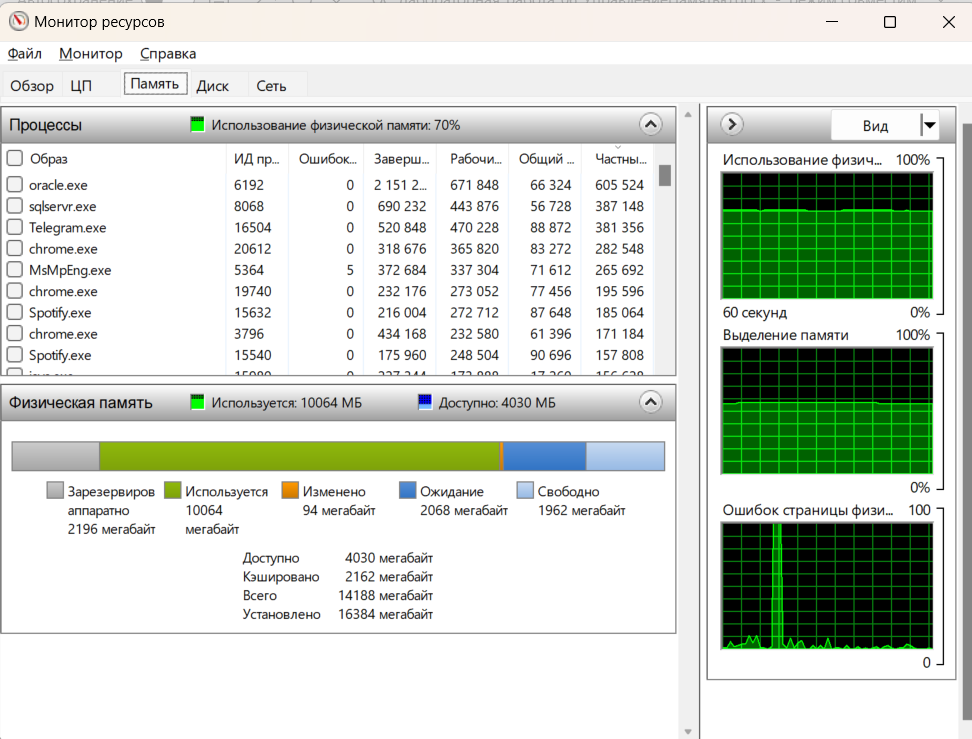 Монитор ресурсов
Файл Монитор Справка
Обзор ЦП Память Диск Сеть
Процессы Использование физической памяти: 70%
Образ ИД пр... Ошибок... Заверш... Рабочи... Общий ... Частны...
oracle.exe 6192 0 2 151 2... 671 848 66 324 605 524
sqlservr.exe 8068 0 690 232 443 876 56 728 387 148
Telegram.exe 16504 0 520 848 470 228 88 872 381 356
chrome.exe 20612 0 318 676 365 820 83 272 282 548
MsMpEng.exe 5364 5 372 684 337 304 71 612 265 692
chrome.exe 19740 0 232 176 273 052 77 456 195 596
Spotify.exe 15632 0 216 004 272 712 87 648 185 064
chrome.exe 3796 0 434 168 232 580 61 396 171 184
Spotify.exe 15540 0 175 960 248 504 90 696 157 808
Физическая память Используется: 10064 МБ Доступно: 4030 МБ
Зарезервиров
аппаратно
2196 мегабайт
Используется
10064
мегабайт
Изменено
94 мегабайт
Ожидание
2068 мегабайт
Свободно
1962 мегабайт
Доступно 4030 мегабайт
Кэшировано 2162 мегабайт
Всего 14188 мегабайт
Установлено 16384 мегабайт
Вид
Использование физич... 100%
60 секунд 0%
Выделение памяти 100%
0%
Ошибок страницы физи... 100
0